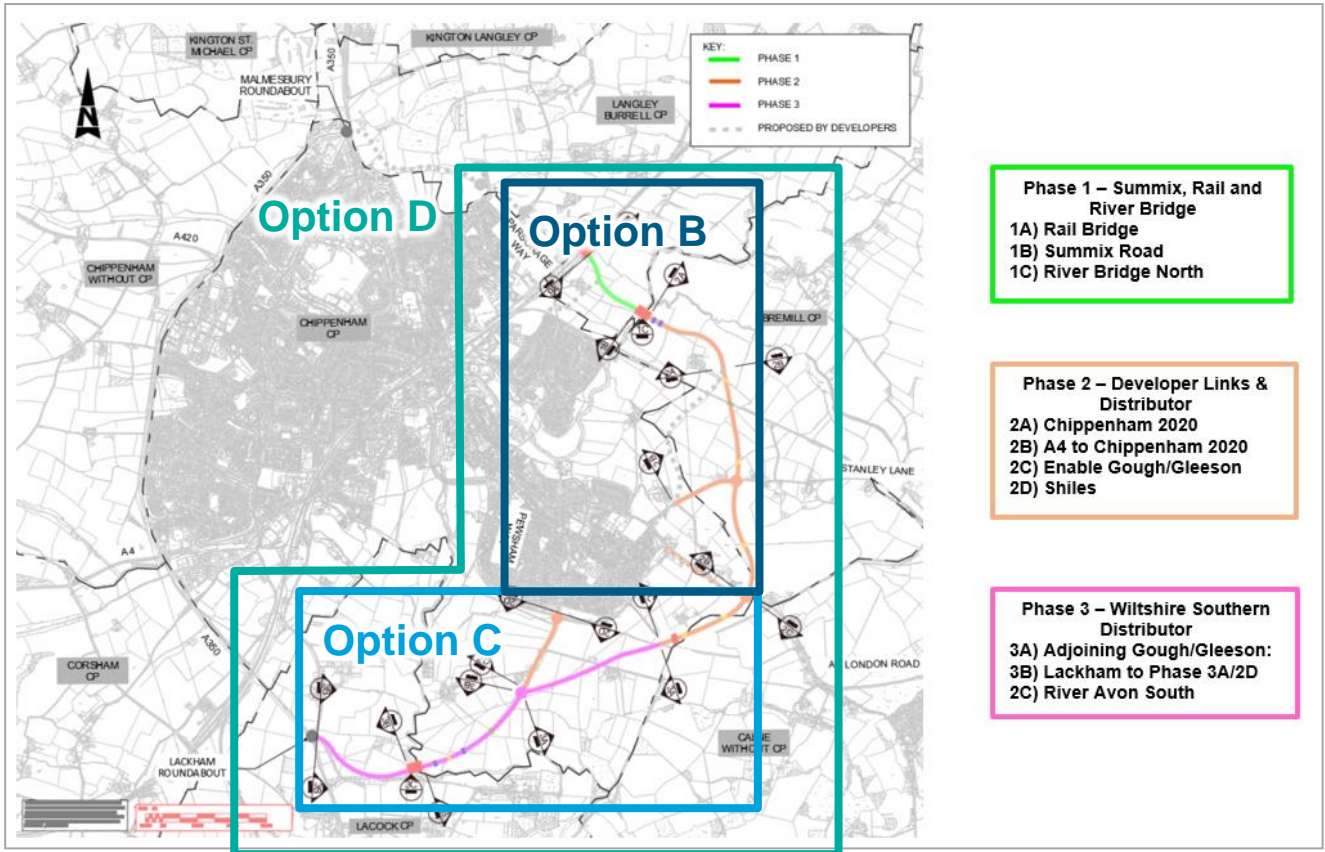 KINGTON ST.
MICHAEL CP
KINGTON LANGLEY CP
A350
MALMESBURY
ROUNDABOUT
KEY:
PHASE 1
PHASE 2
PHASE 3
PROPOSED BY DEVELOPERS
N
LANGLEY
BURRELL CP
A350
Option D
Option B
PARSONAGE
WAY
A420
CHIPPENHAM
WITHOUT CP
CHIPPENHAM
CP
BREMILL CP
STANLEY LANE
PEWSHAM
A4
Option C
CORSHAM
CP
A350
LONDON ROAD
CALNE
WITHOUT CP
LACKHAM
ROUNDABOUT
LACOCK CP
Phase 1 – Summix, Rail and
River Bridge
1A) Rail Bridge
1B) Summix Road
1C) River Bridge North
Phase 2 – Developer Links &
Distributor
2A) Chippenham 2020
2B) A4 to Chippenham 2020
2C) Enable Gough/Gleeson
2D) Shiles
Phase 3 – Wiltshire Southern
Distributor
3A) Adjoining Gough/Gleeson:
3B) Lackham to Phase 3A/2D
2C) River Avon South